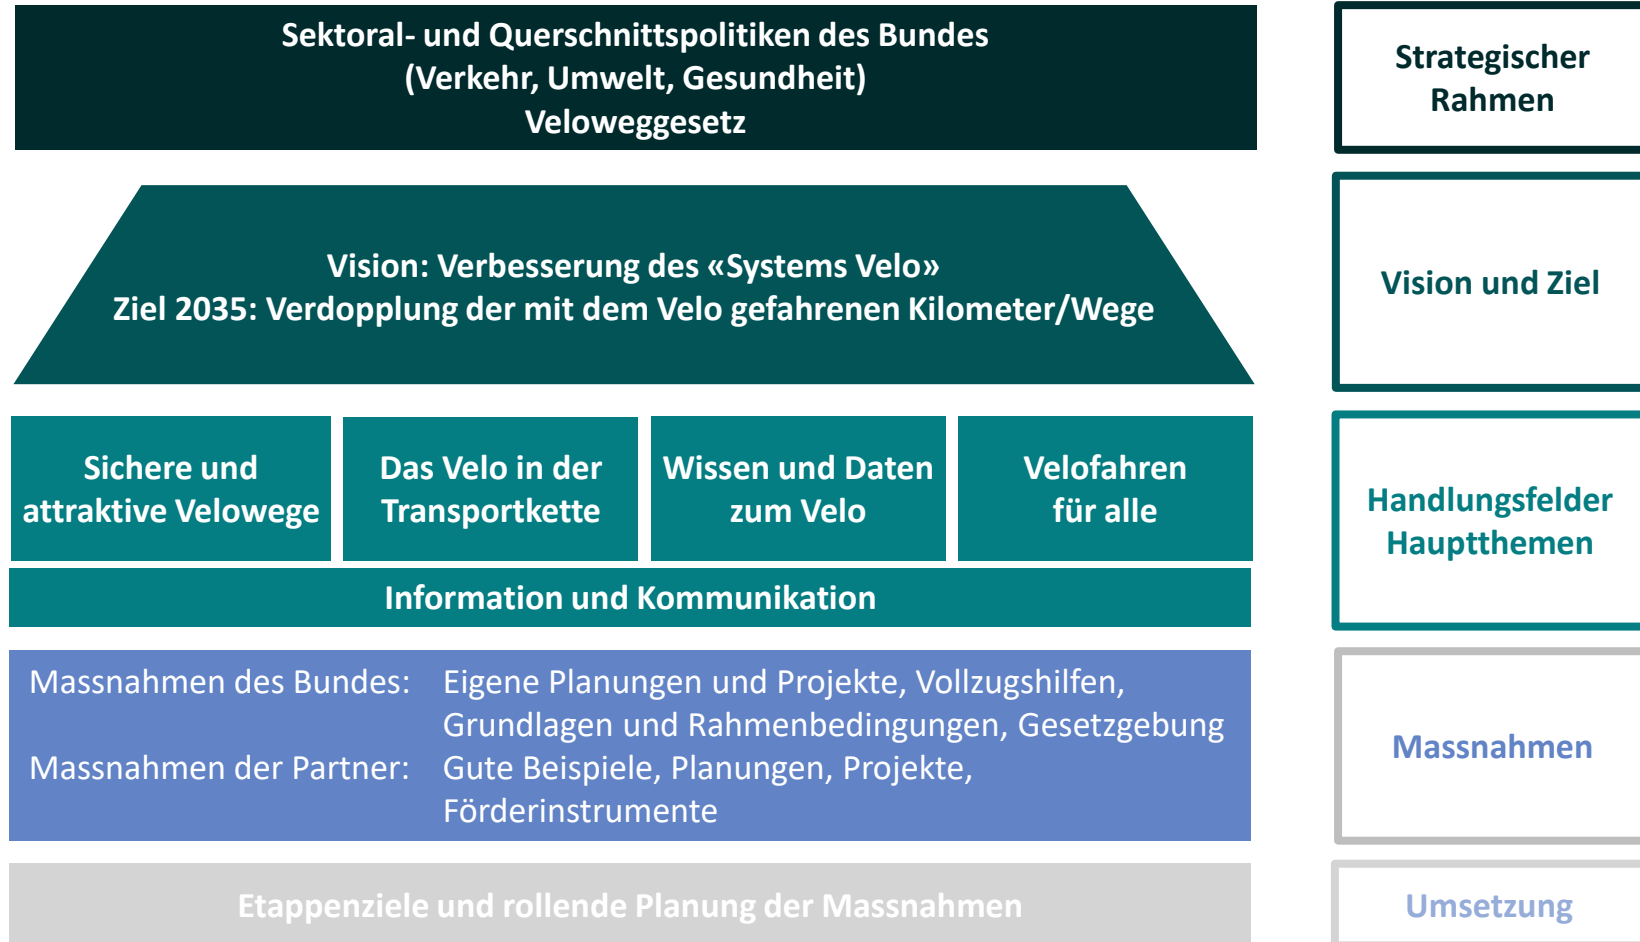 Sektoral- und Querschnittspolitiken des Bundes
(Verkehr, Umwelt, Gesundheit)
Veloweggesetz
Strategischer
Rahmen
Vision: Verbesserung des «Systems Velo»
Ziel 2035: Verdopplung der mit dem Velo gefahrenen Kilometer/Wege
Vision und Ziel
Sichere und
attraktive Velowege
Das Velo in der
Transportkette
Wissen und Daten
zum Velo
Velofahren
für alle
Information und Kommunikation
Handlungsfelder
Hauptthemen
Massnahmen des Bundes: Eigene Planungen und Projekte, Vollzugshilfen,
Grundlagen und Rahmenbedingungen, Gesetzgebung
Massnahmen der Partner: Gute Beispiele, Planungen, Projekte,
Förderinstrumente
Massnahmen
Etappenziele und rollende Planung der Massnahmen
Umsetzung